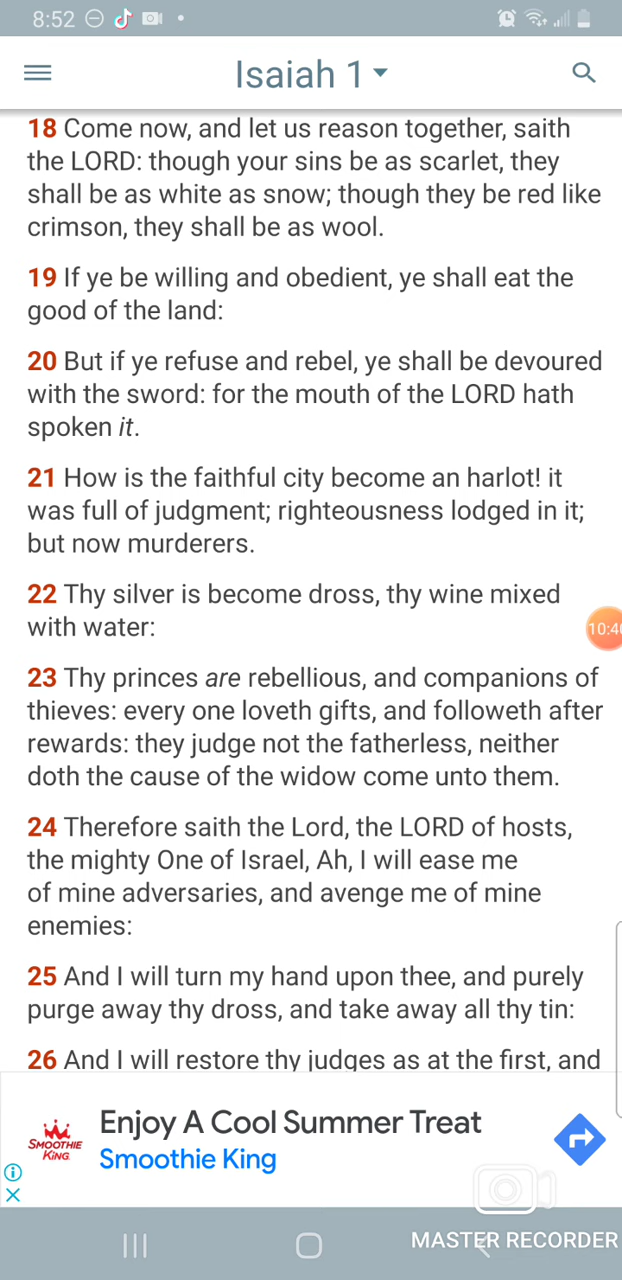 8:52
Isaiah 1
18 Come now, and let us reason together, saith
the LORD: though your sins be as scarlet, they
shall be as white as snow; though they be red like
crimson, they shall be as wool.
19 If ye be willing and obedient, ye shall eat the
good of the land:
20 But if ye refuse and rebel, ye shall be devoured
with the sword: for the mouth of the LORD hath
spoken it.
21 How is the faithful city become an harlot! it
was full of judgment; righteousness lodged in it;
but now murderers.
22 Thy silver is become dross, thy wine mixed
with water:
10:40
23 Thy princes are rebellious, and companions of
thieves: every one loveth gifts, and followeth after
rewards: they judge not the fatherless, neither
doth the cause of the widow come unto them.
24 Therefore saith the Lord, the LORD of hosts,
the mighty One of Israel, Ah, I will ease me
of mine adversaries, and avenge me of mine
enemies:
25 And I will turn my hand upon thee, and purely
purge away thy dross, and take away all thy tin:
26 And I will restore thy judges as at the first, and
SMOOTHIE
KING
Enjoy A Cool Summer Treat
Smoothie King
MASTER RECORDER